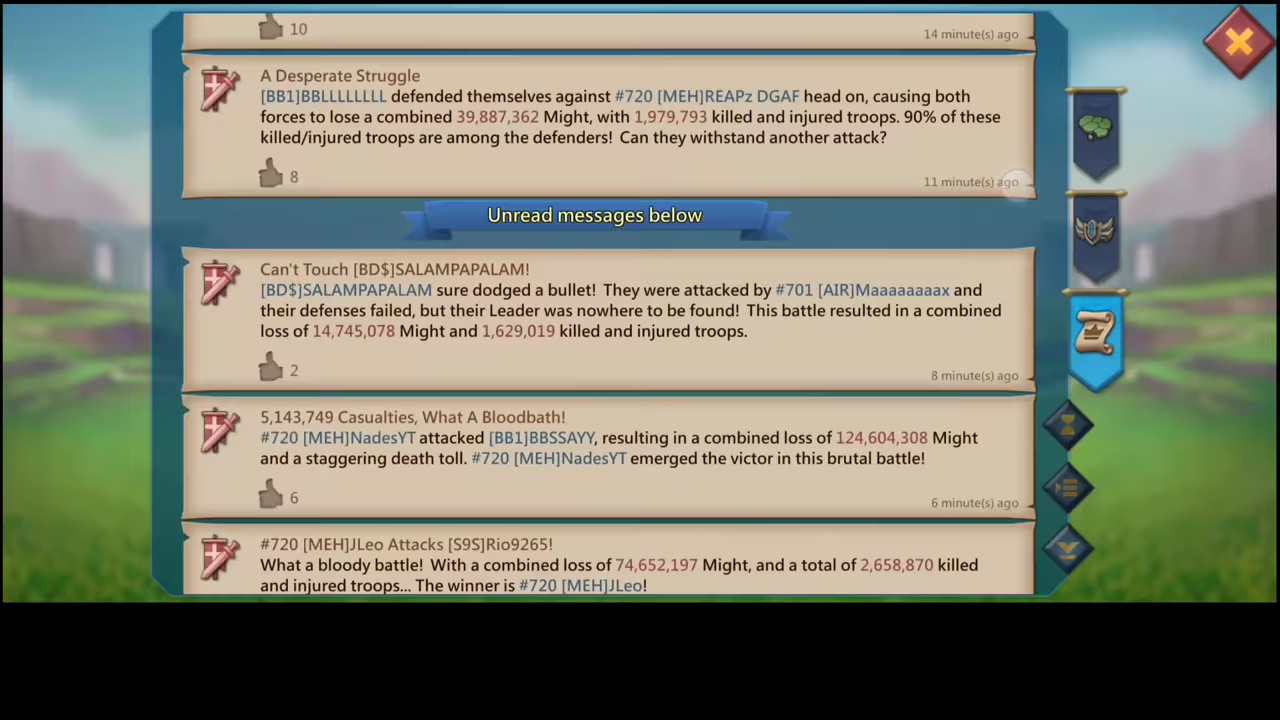 10
14 minute(s) ago
A Desperate Struggle
[BB1]BBLLLLLLLL defended themselves against #720 [MEH]REAPz DGAF head on, causing both
forces to lose a combined 39,887,362 Might, with 1,979,793 killed and injured troops. 90% of these
killed/injured troops are among the defenders! Can they withstand another attack?
8
11 minute(s) ago
Unread messages below
Can't Touch [BD$]SALAMPAPALAM!
[BD$]SALAMPAPALAM sure dodged a bullet! They were attacked by #701 [AIR]Maaaaaaaax and
their defenses failed, but their Leader was nowhere to be found! This battle resulted in a combined
loss of 14,745,078 Might and 1,629,019 killed and injured troops.
2
8 minute(s) ago
5,143,749 Casualties, What A Bloodbath!
#720 [MEH]NadesYT attacked [BB1]BBSSAYY, resulting in a combined loss of 124,604,308 Might
and a staggering death toll. #720 [MEH]NadesYT emerged the victor in this brutal battle!
6
6 minute(s) ago
#720 [MEH]JLeo Attacks [S9S]Rio9265!
What a bloody battle! With a combined loss of 74,652,197 Might, and a total of 2,658,870 killed
and injured troops... The winner is #720 [MEH]JLeo!